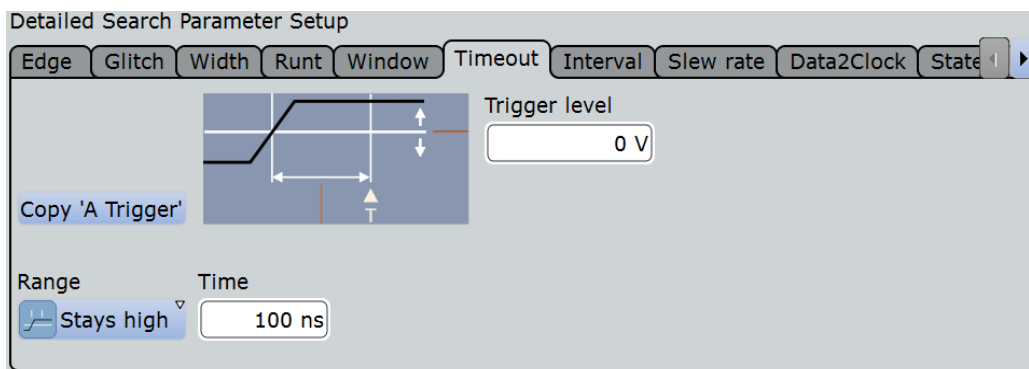 Detailed Search Parameter Setup
Edge Glitch Width Runt Window Timeout Interval Slew rate Data2Clock State
Trigger level
0 V
T
Copy 'A Trigger'
Range Time
Stays high 100 ns